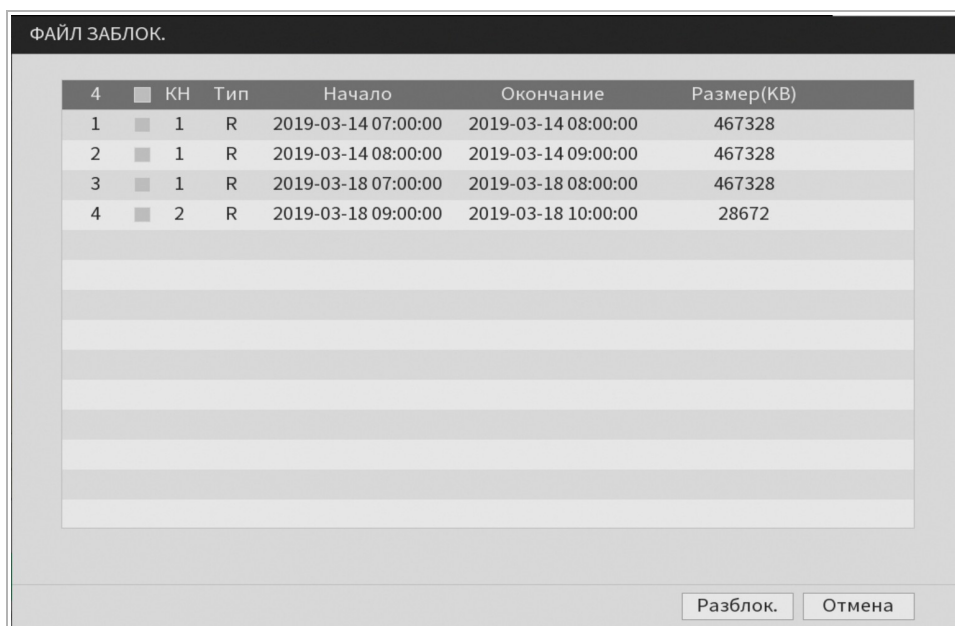 ФАЙЛ ЗАБЛОК.
4 КН Тип Начало Окончание Размер(KB)
1 1 R 2019-03-14 07:00:00 2019-03-14 08:00:00 467328
2 1 R 2019-03-14 08:00:00 2019-03-14 09:00:00 467328
3 1 R 2019-03-18 07:00:00 2019-03-18 08:00:00 467328
4 2 R 2019-03-18 09:00:00 2019-03-18 10:00:00 28672
Разблок. Отмена